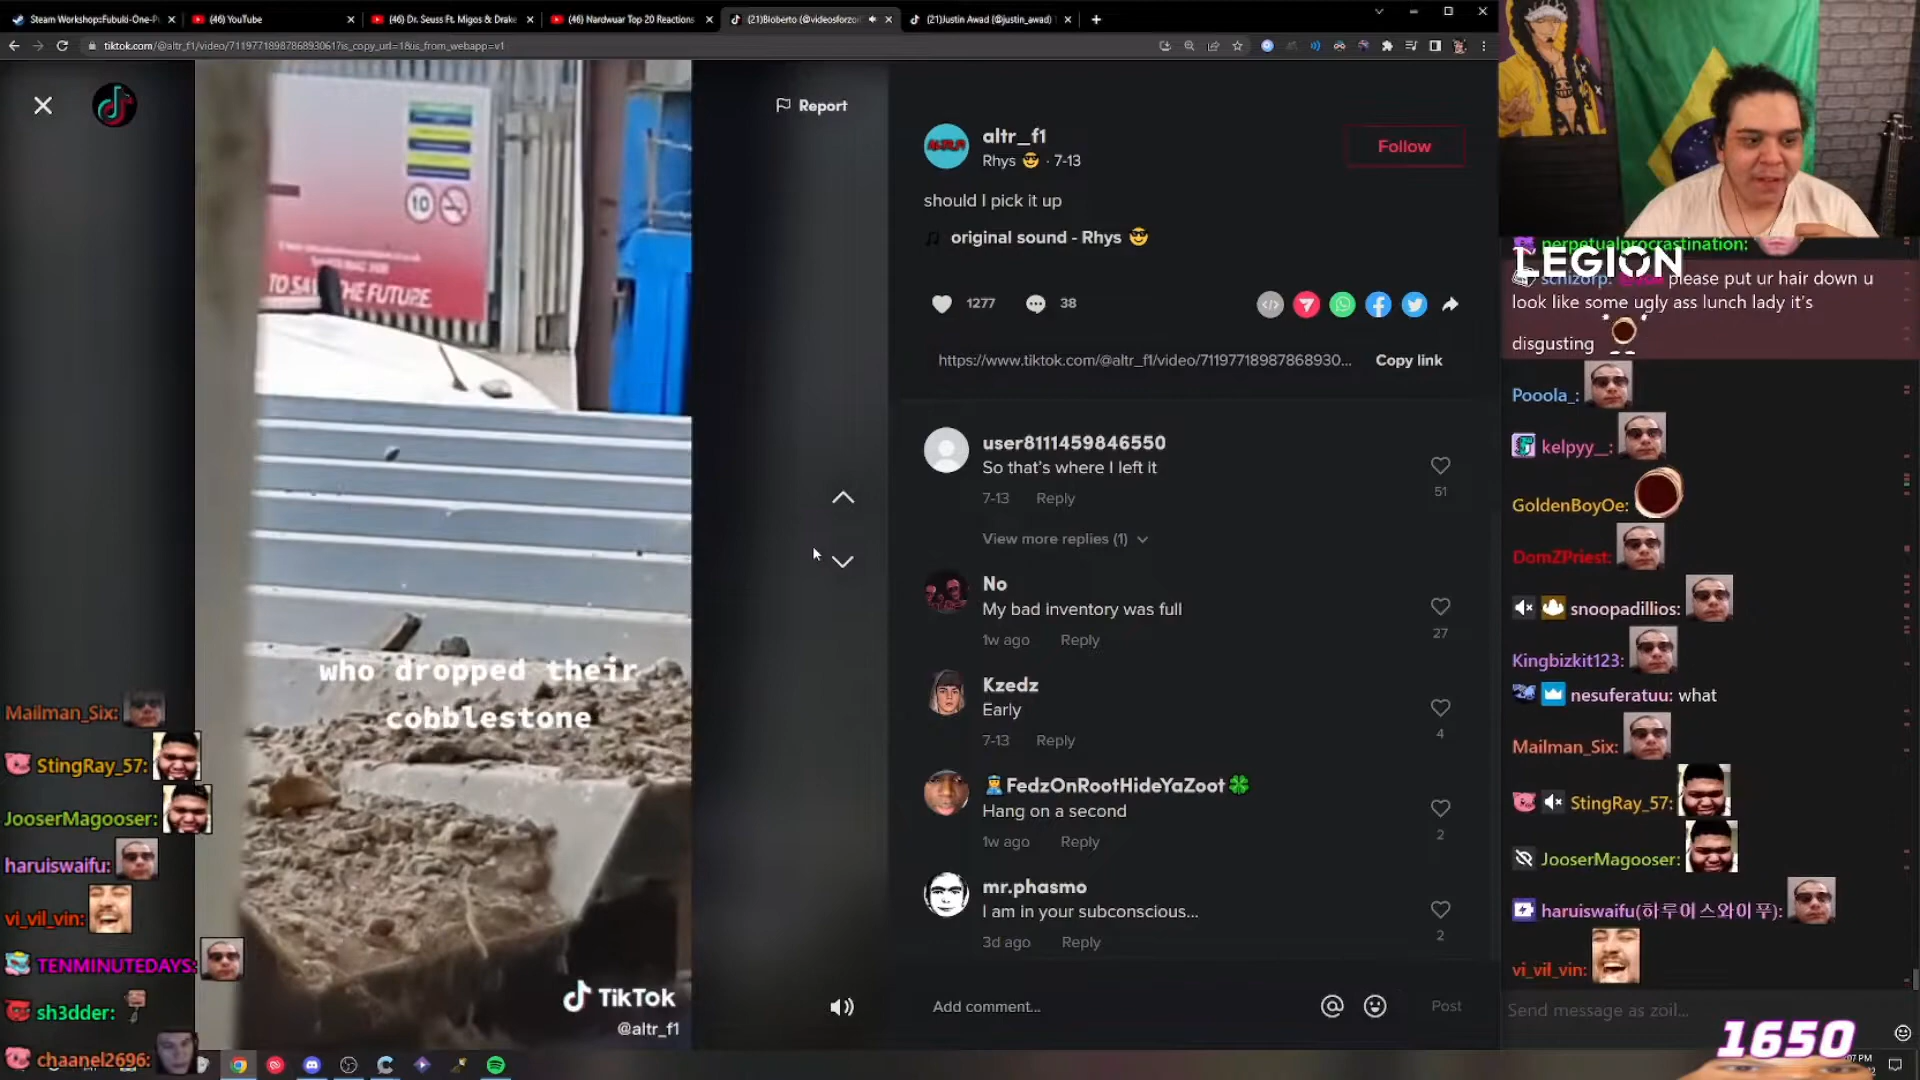 Steam Workshop::Fubuki-One-P
(46) YouTube
(46) Dr. Seuss Ft. Migos & Drake
(46) Nardwuar Top 20 Reactions
(21)Bioberto (@videosforzoi
(21)Justin Awad (@justin_awad)
tiktok.com/@altr_f1/video/7119771898786893061?is_copy_url=1&is_from_webapp=v1
Report
altr_f1
Rhys 😎 · 7-13
Follow
should I pick it up
original sound - Rhys 😎
1277
38
https://www.tiktok.com/@altr_f1/video/71197718987868930...
Copy link
user8111459846550
So that's where I left it
51
7-13 Reply
View more replies (1)
No
My bad inventory was full
27
1w ago Reply
Kzedz
Early
4
7-13 Reply
👮FedzOnRootHideYaZoot🍀
Hang on a second
2
1w ago Reply
mr.phasmo
I am in your subconscious...
2
3d ago Reply
Add comment...
Post
10
TO SA
THE FUTURE.
who dropped their
cobblestone
TikTok
@altr_f1
Mailman_Six:
StingRay_57:
JooserMagooser:
haruiswaifu:
vi_vil_vin:
TENMINUTEDAYS:
sh3dder:
chaanel2696:
perpetualprocrastination:
LEGION
schizorp:
please put ur hair down u
look like some ugly ass lunch lady it's
disgusting
Pooola_:
kelpyy__:
GoldenBoyOe:
DomZPriest:
snoopadillios:
Kingbizkit123:
nesuferatuu: what
Mailman_Six:
StingRay_57:
JooserMagooser:
haruiswaifu(하루이스와이푸):
vi_vil_vin:
Send message as zoil...
1650
:07 PM